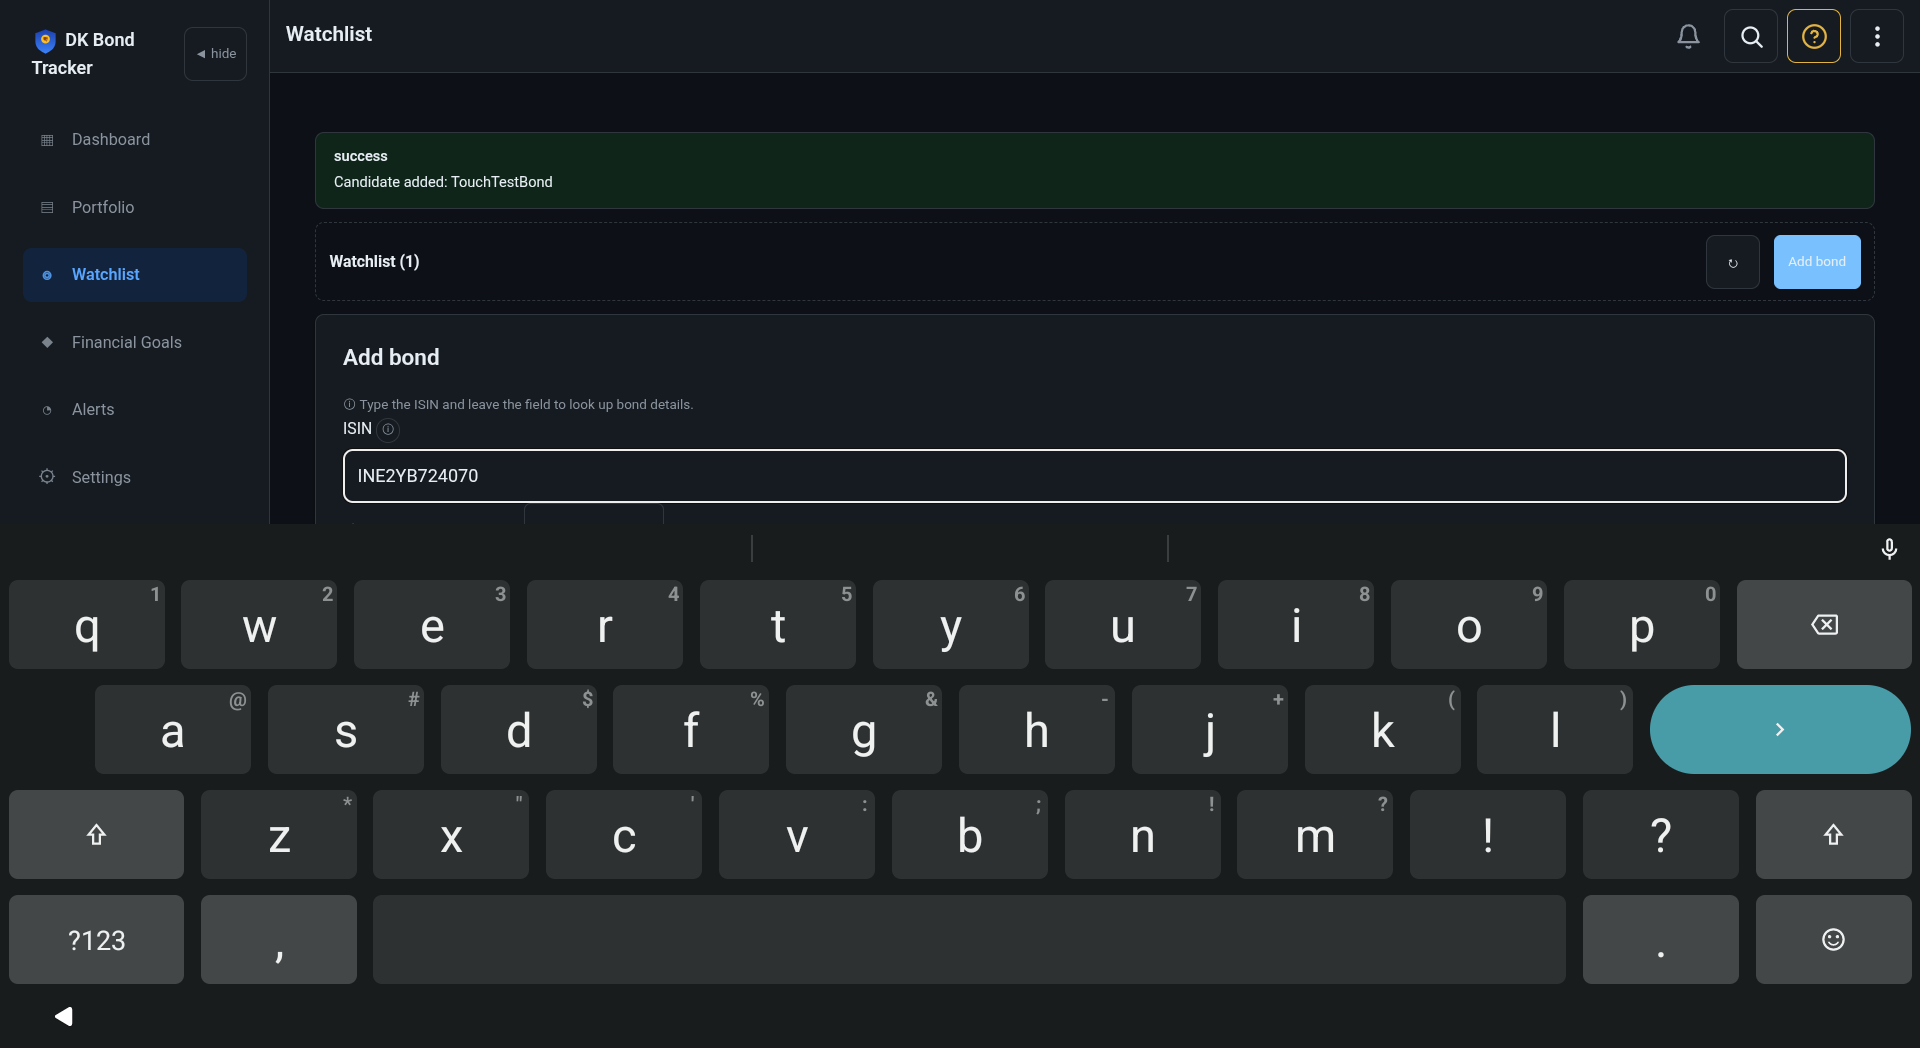 DK Bond
Tracker
◄ hide
Dashboard
Portfolio
Watchlist
Financial Goals
Alerts
Settings
Watchlist
success
Candidate added: TouchTestBond
Watchlist (1)
↻
Add bond
Add bond
ⓘ Type the ISIN and leave the field to look up bond details.
ISIN ⓘ
INE2YB724070
q 1 w 2 e 3 r 4 t 5 y 6 u 7 i 8 o 9 p 0
a @ s # d $ f % g & h - j + k ( l )
z * x " c ' v : b ; n ! m ? ! ?
?123 , .